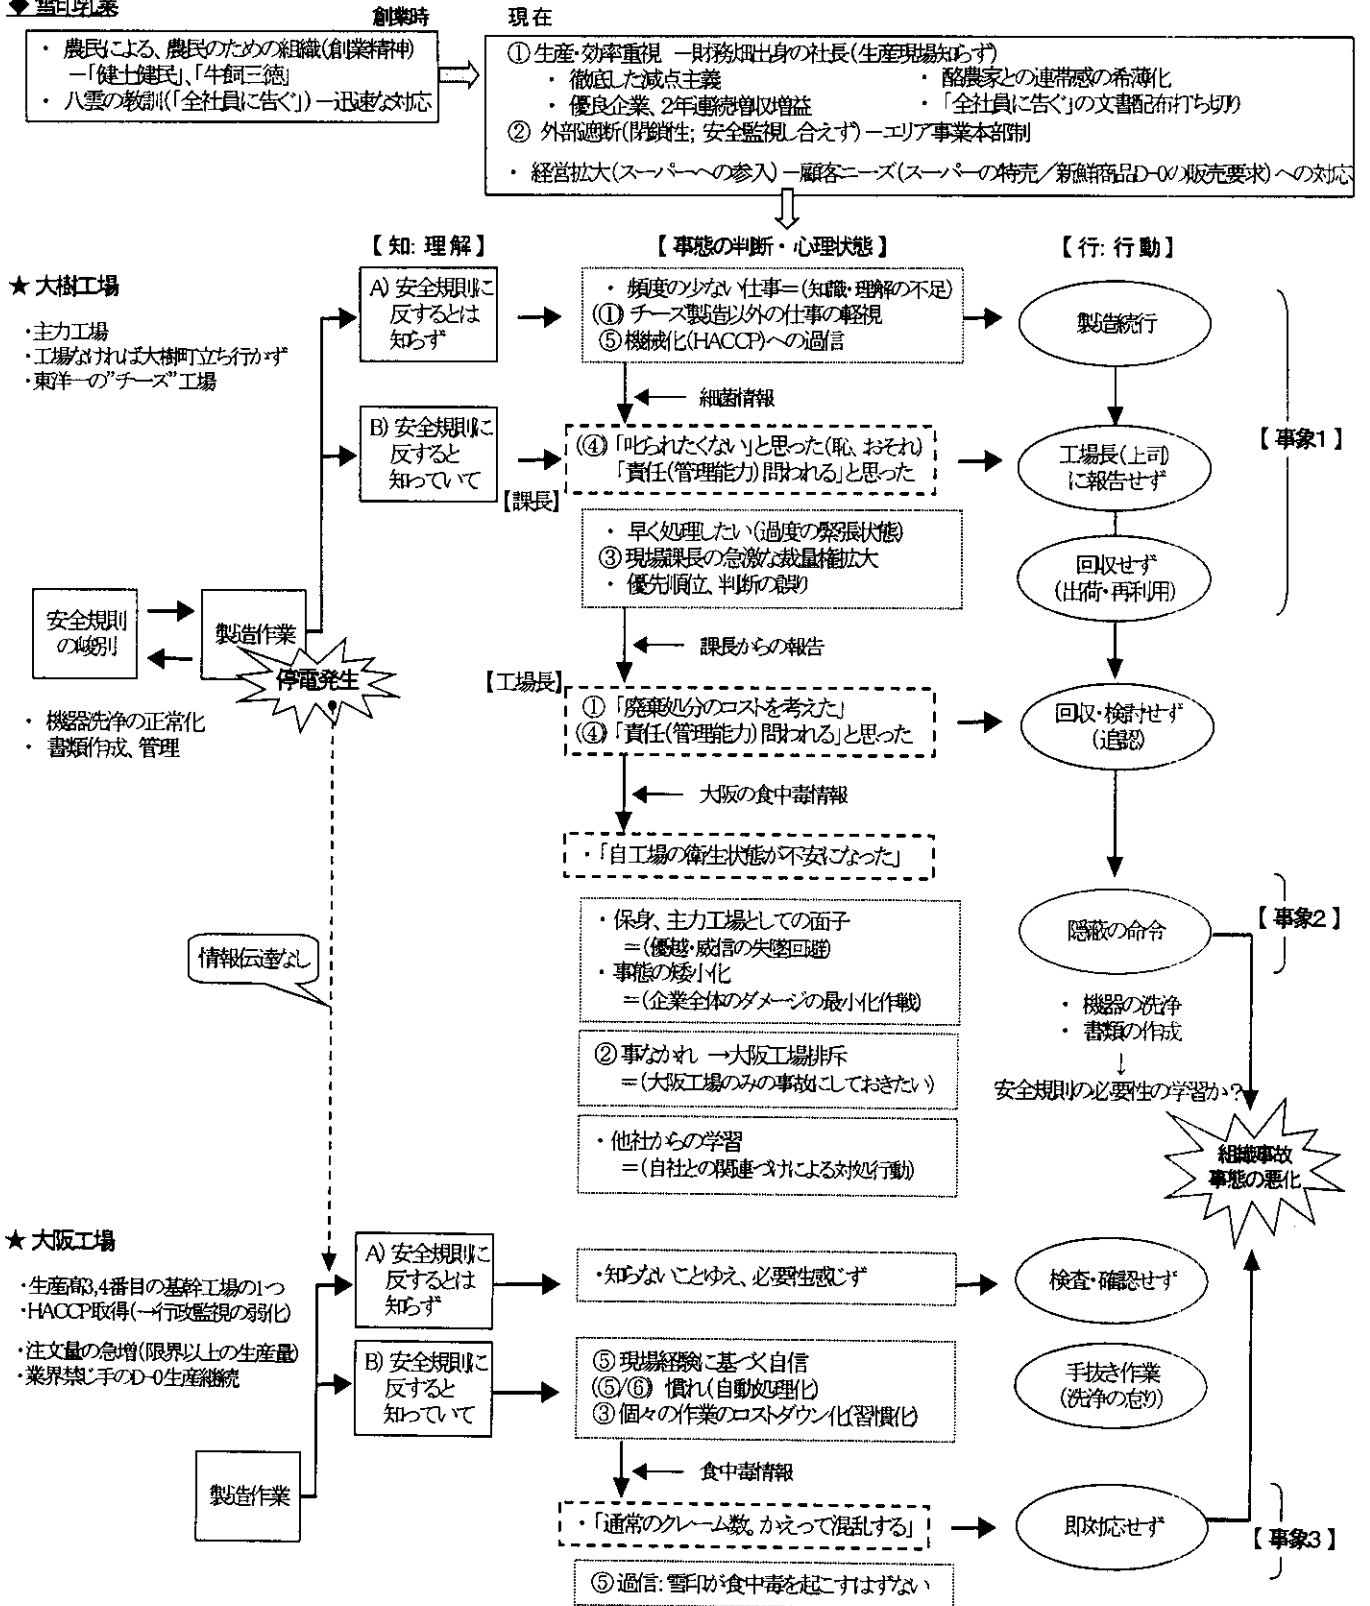 ◆ 雪印乳業
創業時
現在
・ 農民による、農民のための組織(創業精神)
－「健土健民」、「牛飼三徳」
・ 八雲の教訓(「全社員に告ぐ」)－迅速な対応
① 生産・効率重視 －財務畑出身の社長(生産現場知らず)
・ 徹底した減点主義
・ 酪農家との連帯感の希薄化
・ 優良企業、2年連続増収増益
・ 「全社員に告ぐ」の文書配布打ち切り
② 外部遮断(閉鎖性; 安全監視し合えず)－エリア事業本部制
・ 経営拡大(スーパーへの参入)－顧客ニーズ(スーパーの特売／新鮮商品D-0の販売要求)への対応
【 知: 理解 】
【 事態の判断・心理状態 】
【 行: 行動 】
★ 大樹工場
・主力工場
・工場なければ大樹町立ち行かず
・東洋一の”チーズ”工場
A) 安全規則に
反するとは
知らず
・ 頻度の少ない仕事＝(知識・理解の不足)
(①) チーズ製造以外の仕事の軽視
⑤ 機械化(HACCP)への過信
製造続行
細菌情報
B) 安全規則に
反すると
知っていて
【課長】
(④) 「叱られたくない」と思った(恥、おそれ)
「責任(管理能力)問われる」と思った
工場長(上司)
に報告せず
【 事象1 】
・ 早く処理したい(過度の緊張状態)
③ 現場課長の急激な裁量権拡大
・ 優先順位、判断の誤り
回収せず
(出荷・再利用)
安全規則
の峻別
製造作業
停電発生
・ 機器洗浄の正常化
・ 書類作成、管理
課長からの報告
【工場長】
① 「廃棄処分のコストを考えた」
(④) 「責任(管理能力)問われる」と思った
回収・検討せず
(追認)
大阪の食中毒情報
・「自工場の衛生状態が不安になった」
・ 保身、主力工場としての面子
＝(優越・威信の失墜回避)
・ 事態の矮小化
＝(企業全体のダメージの最小化作戦)
隠蔽の命令
【 事象2 】
情報伝達なし
・ 機器の洗浄
・ 書類の作成
↓
安全規則の必要性の学習か?
② 事なかれ →大阪工場排斥
＝(大阪工場のみの事故にしておきたい)
・ 他社からの学習
＝(自社との関連づけによる対処行動)
組織事故
事態の悪化
★ 大阪工場
・生産高3,4番目の基幹工場の1つ
・HACCP取得(－行政監視の弱化)
・注文量の急増(限界以上の生産量)
・業界禁じ手のD-0生産継続
A) 安全規則に
反するとは
知らず
・知らないことゆえ、必要性感じず
検査・確認せず
B) 安全規則に
反すると
知っていて
⑤ 現場経験に基づく自信
(⑤/⑥) 慣れ(自動処理化)
③ 個々の作業のコストダウン化(習慣化)
手抜き作業
(洗浄の怠り)
製造作業
食中毒情報
・「通常のクレーム数。かえって混乱する」
即対応せず
【 事象3 】
⑤ 過信: 雪印が食中毒を起こすはずない